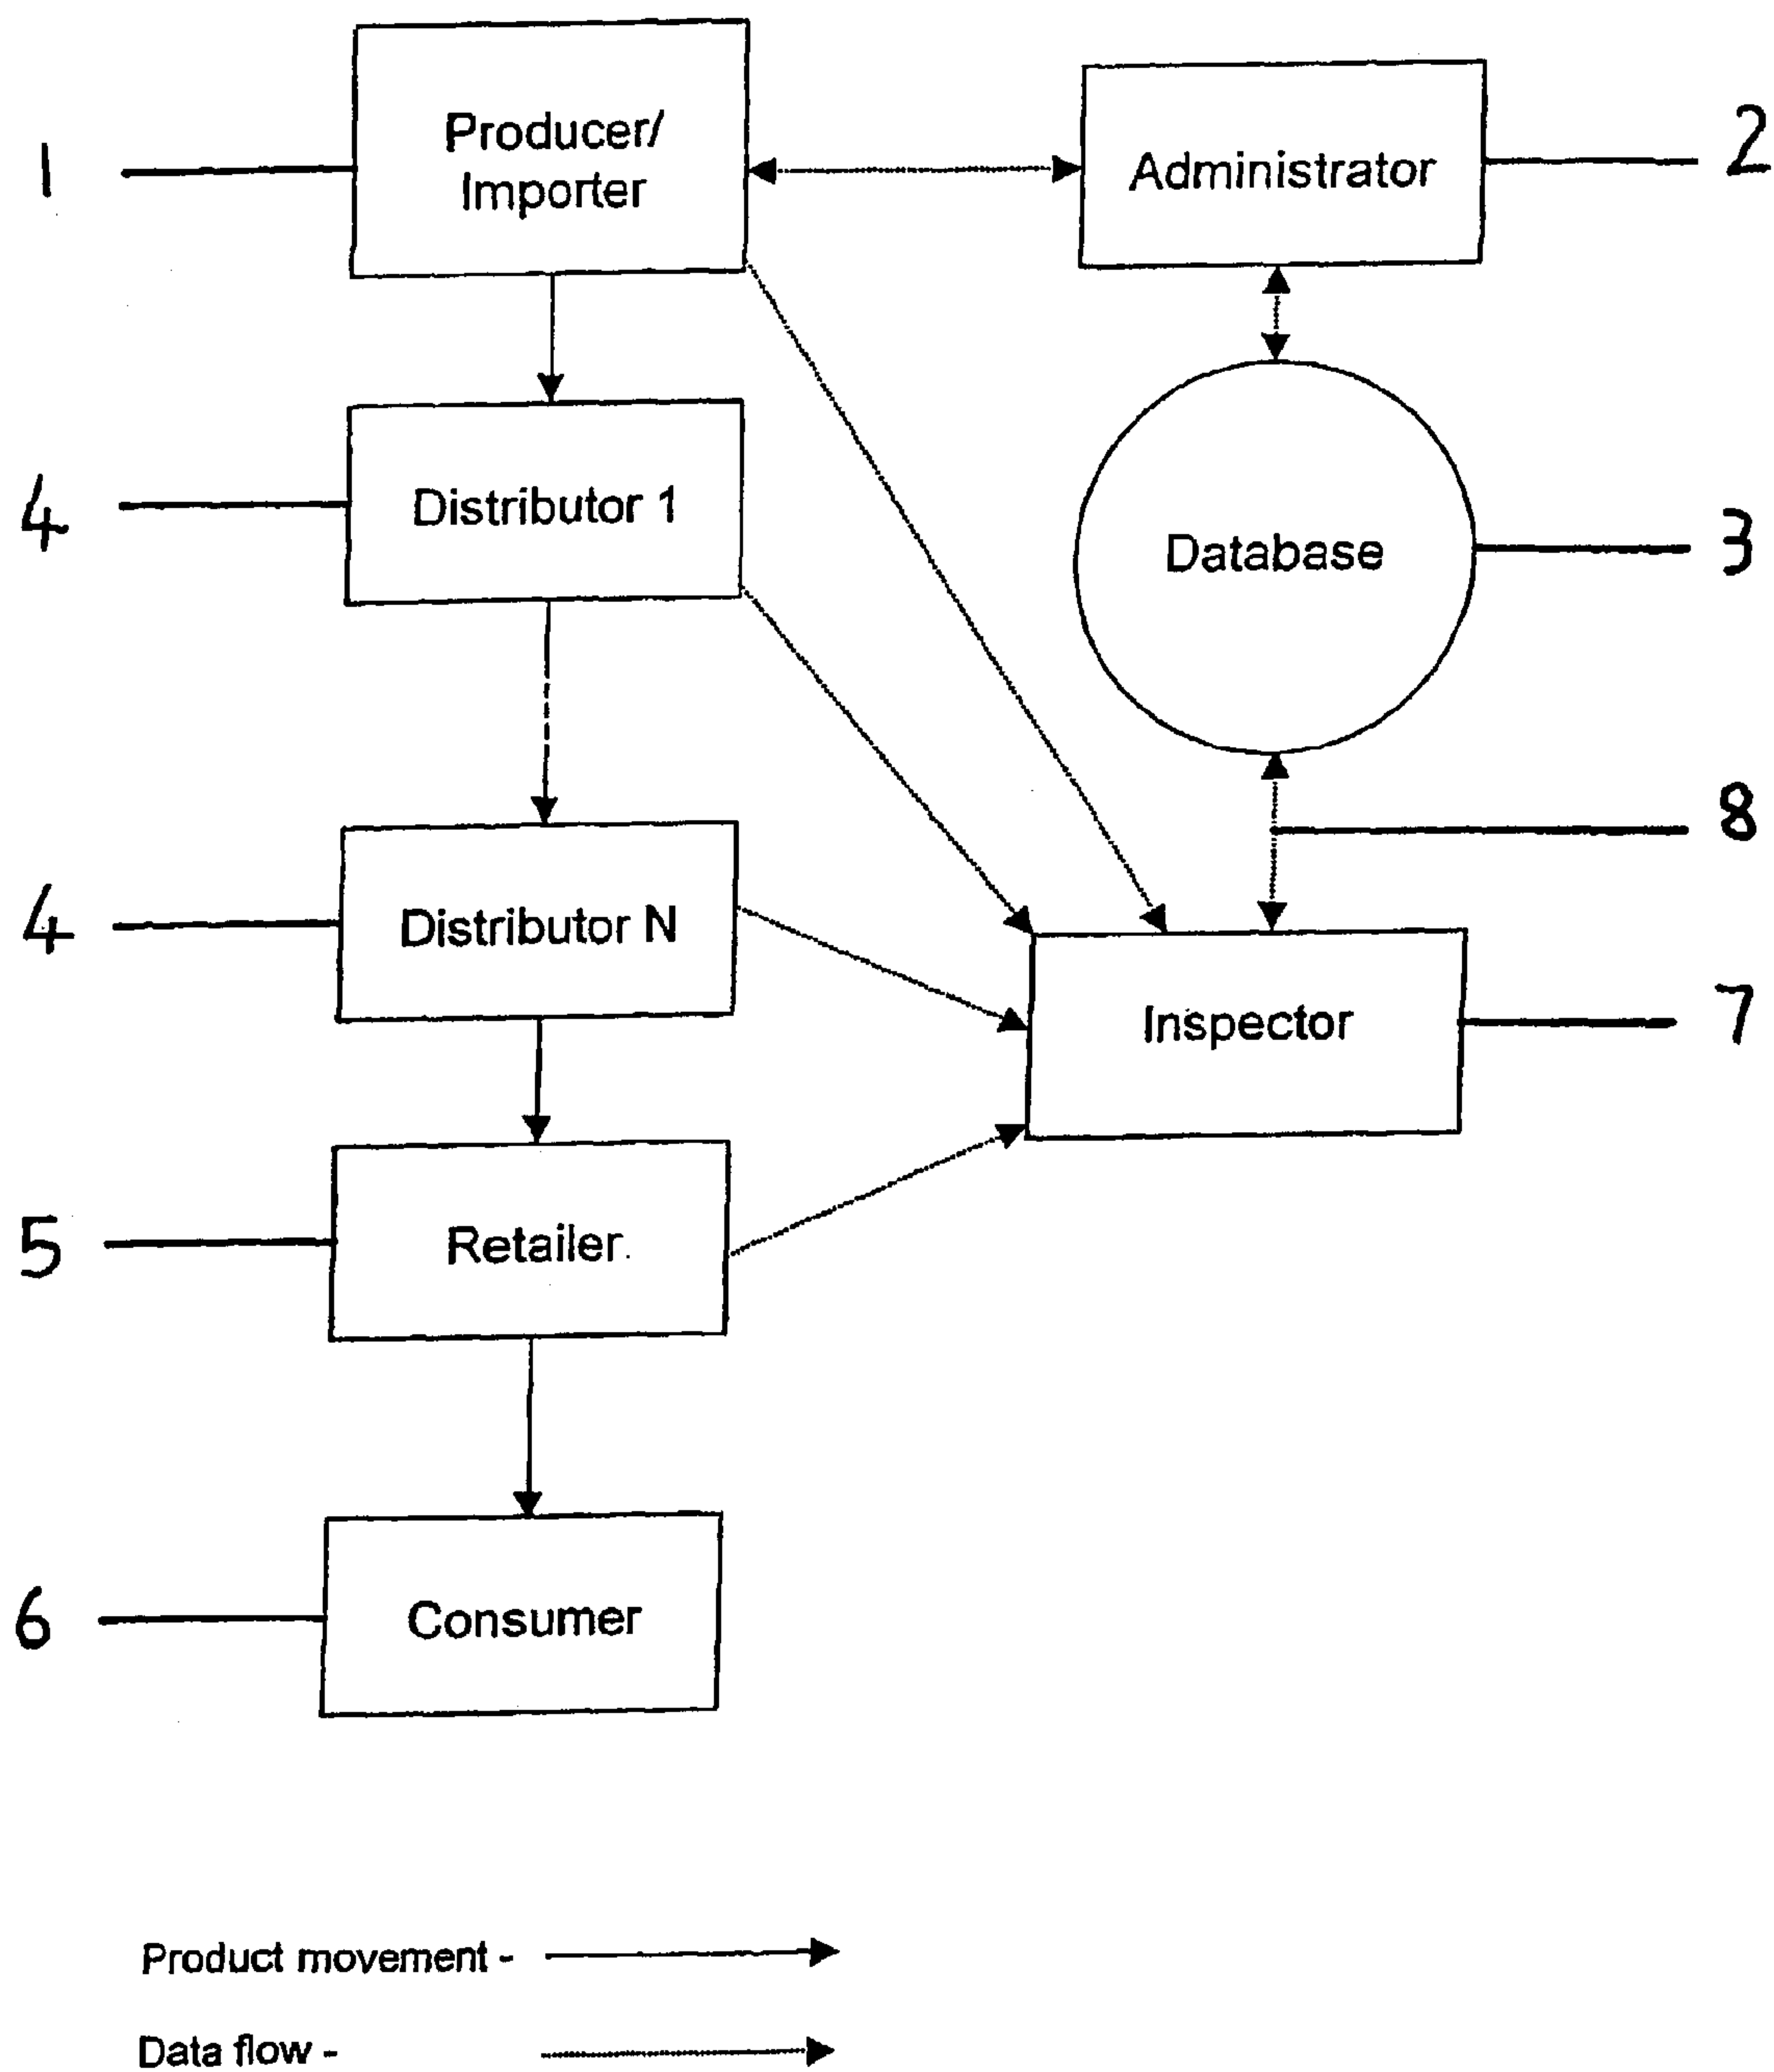 Producer/
Importer
1
Administrator
2
Distributor 1
4
Database
3
8
Distributor N
4
Inspector
7
Retailer
5
Consumer
6
Product movement -
Data flow -